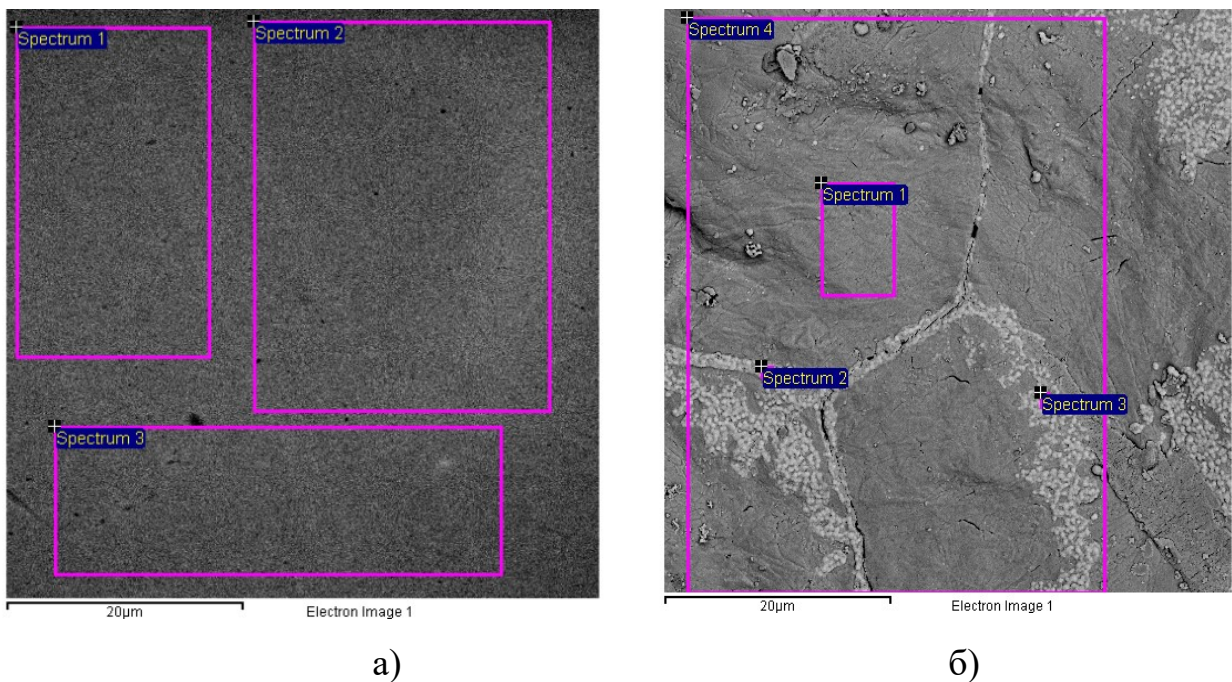 Spectrum 1
Spectrum 2
Spectrum 3
20µm
Electron Image 1
а)
Spectrum 4
Spectrum 1
Spectrum 2
Spectrum 3
20µm
Electron Image 1
б)